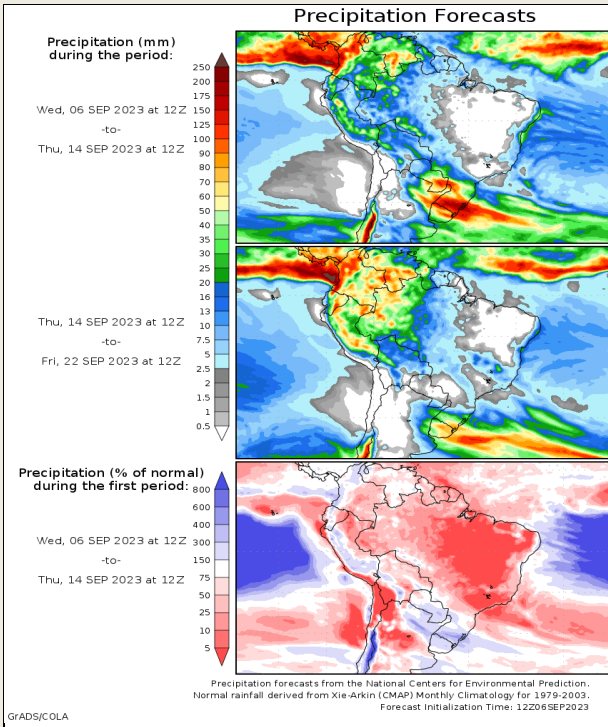 Precipitation Forecasts
Precipitation (mm)
during the period:
Wed, 06 SEP 2023 at 12Z
-to-
Thu, 14 SEP 2023 at 12Z
250
200
175
150
125
100
90
80
70
60
50
40
35
30
25
20
16
13
10
7.5
5
2.5
2
1.5
1
0.5
Thu, 14 SEP 2023 at 12Z
-to-
Fri, 22 SEP 2023 at 12Z
Precipitation (% of normal)
during the first period:
Wed, 06 SEP 2023 at 12Z
-to-
Thu, 14 SEP 2023 at 12Z
800
600
400
300
150
75
50
25
10
5
Precipitation forecasts from the National Centers for Environmental Prediction.
Normal rainfall derived from Xie-Arkin (CMAP) Monthly Climatology for 1979-2003.
Forecast Initialization Time: 12Z06SEP2023
GrADS/COLA